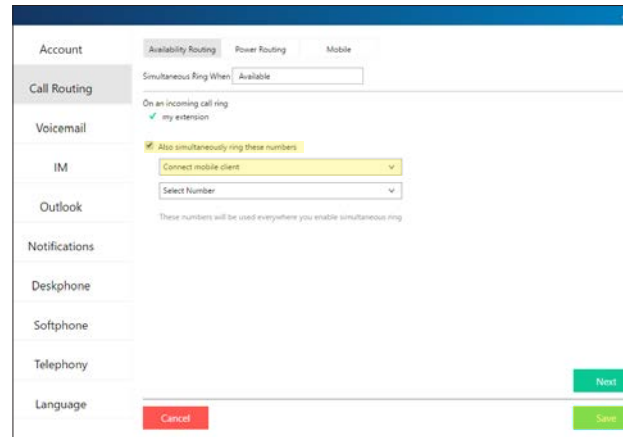 Account
Call Routing
Voicemail
IM
Outlook
Notifications
Deskphone
Softphone
Telephony
Language
Availability Routing Power Routing Mobile
Simultaneous Ring When Available
On an incoming call ring
my extension
Also simultaneously ring these numbers
Connect mobile client
Select Number
These numbers will be used everywhere you enable simultaneous ring
Next
Cancel
Save